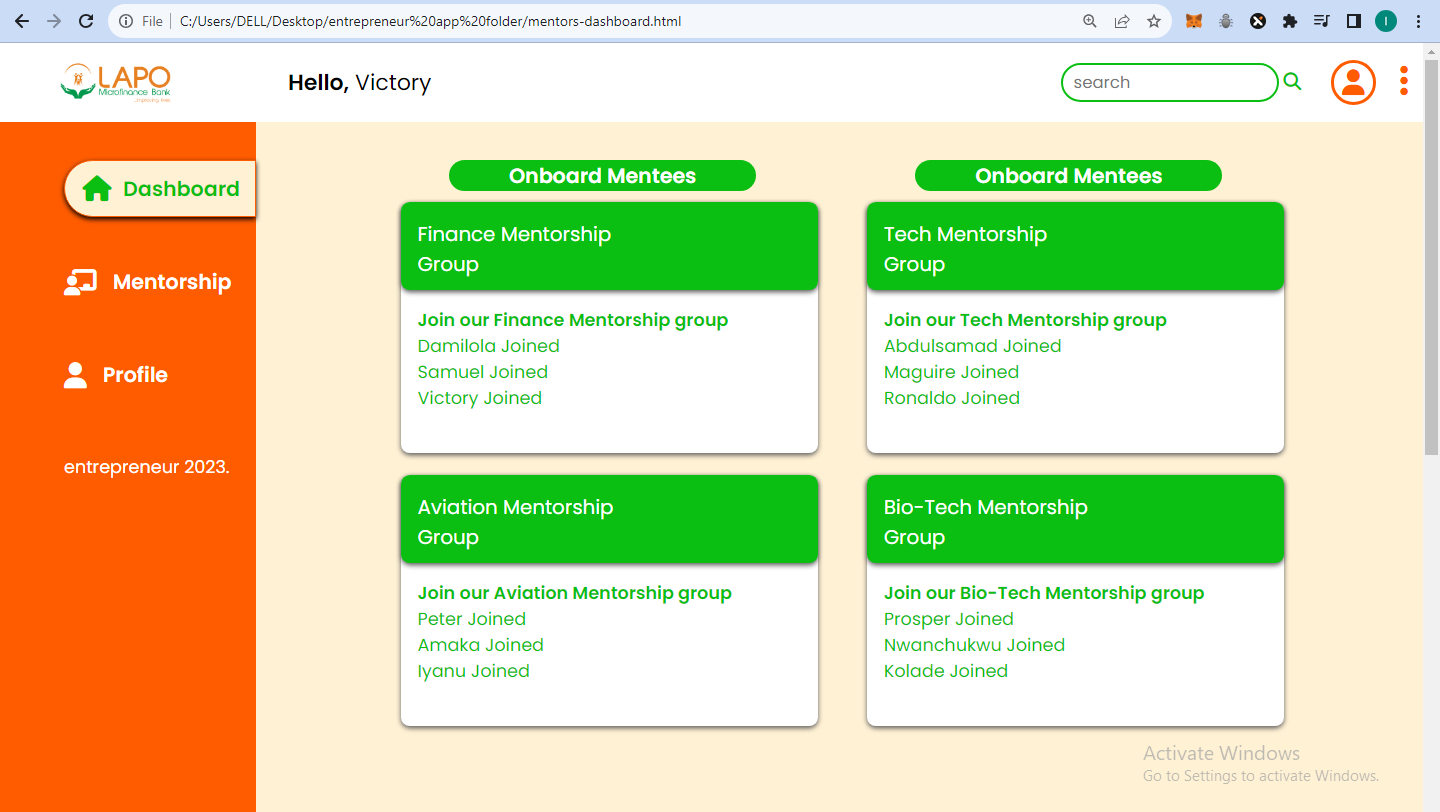 File
C:/Users/DELL/Desktop/entrepreneur%20app%20folder/mentors-dashboard.html
I
LAPO
Microfinance Bank
Hello, Victory
search
Dashboard
Mentorship
Profile
entrepreneur 2023.
Onboard Mentees
Finance Mentorship
Group
Join our Finance Mentorship group
Damilola Joined
Samuel Joined
Victory Joined
Onboard Mentees
Tech Mentorship
Group
Join our Tech Mentorship group
Abdulsamad Joined
Maguire Joined
Ronaldo Joined
Aviation Mentorship
Group
Join our Aviation Mentorship group
Peter Joined
Amaka Joined
Iyanu Joined
Bio-Tech Mentorship
Group
Join our Bio-Tech Mentorship group
Prosper Joined
Nwanchukwu Joined
Kolade Joined
Activate Windows
Go to Settings to activate Windows.